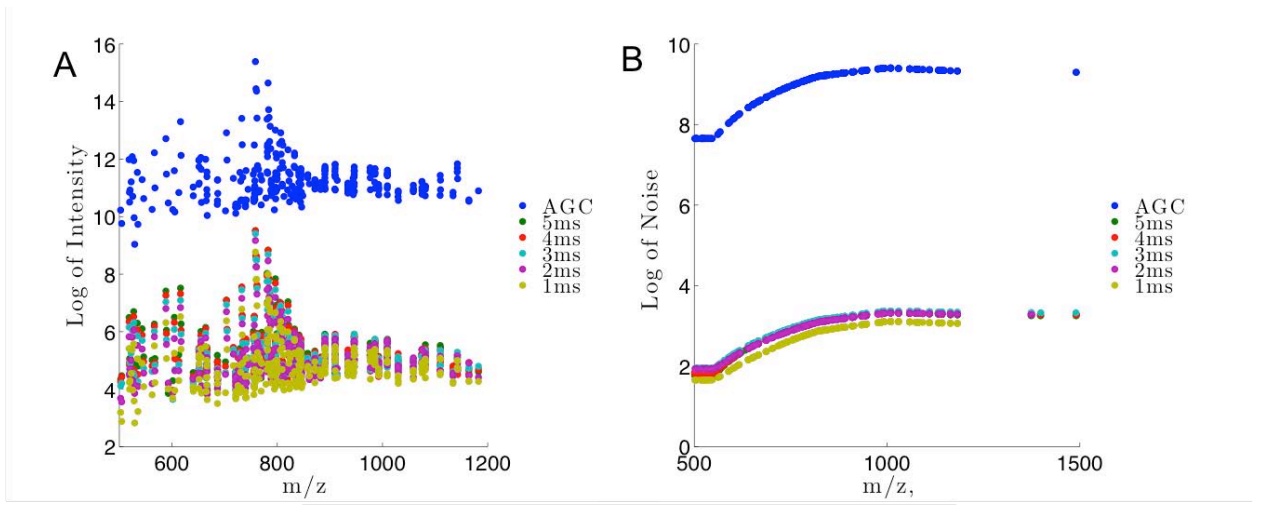 A
16
14
12
10
8
6
4
2
Log of Intensity
600
800
1000
1200
m/z
AGC
5ms
4ms
3ms
2ms
1ms
B
10
8
6
4
2
0
Log of Noise
500
1000
1500
m/z,
AGC
5ms
4ms
3ms
2ms
1ms